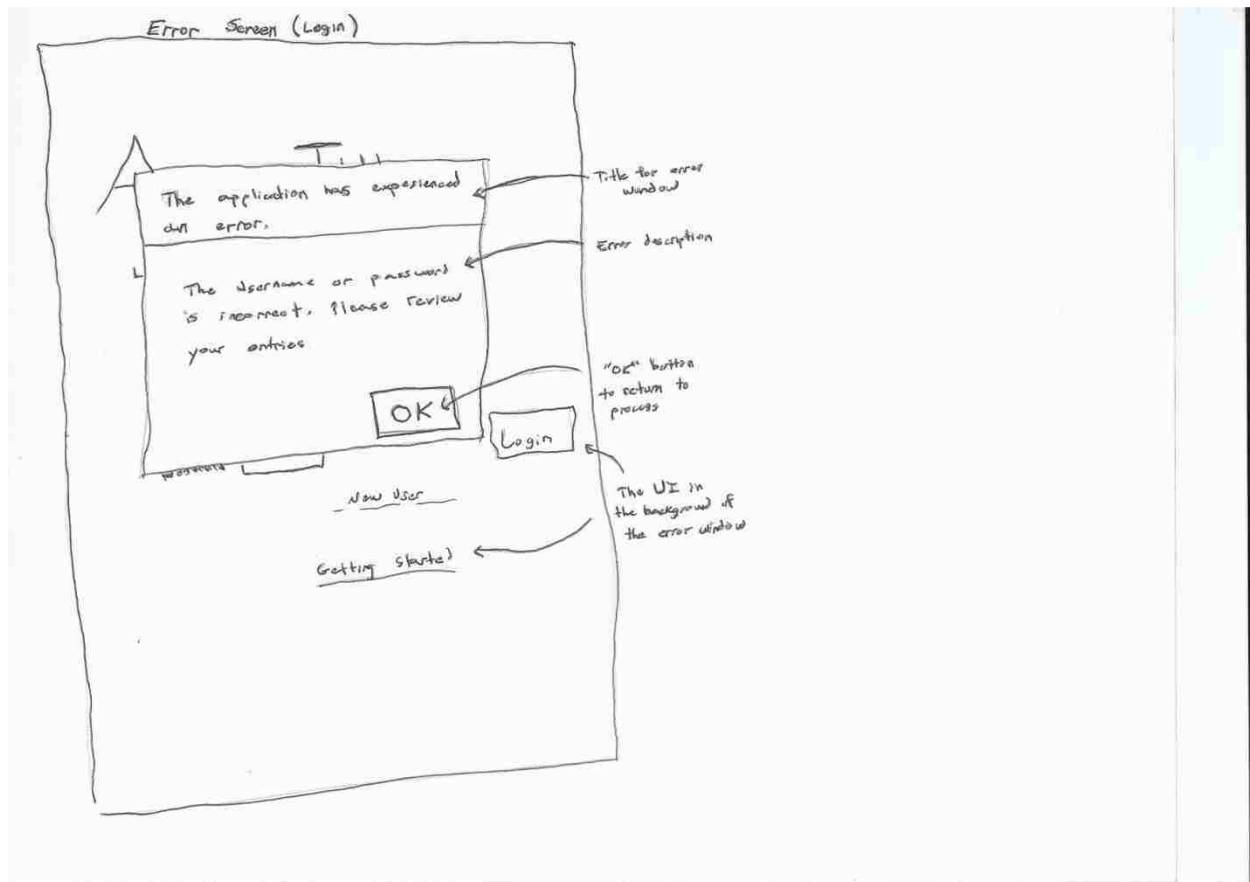 Error Screen (Login)
The application has experienced
an error.
The username or password
is incorrect. Please review
your entries
OK
Login
New User
Getting Started
Title for error
window
Error description
"OK" button
to return to
process
The UI in
the background of
the error window